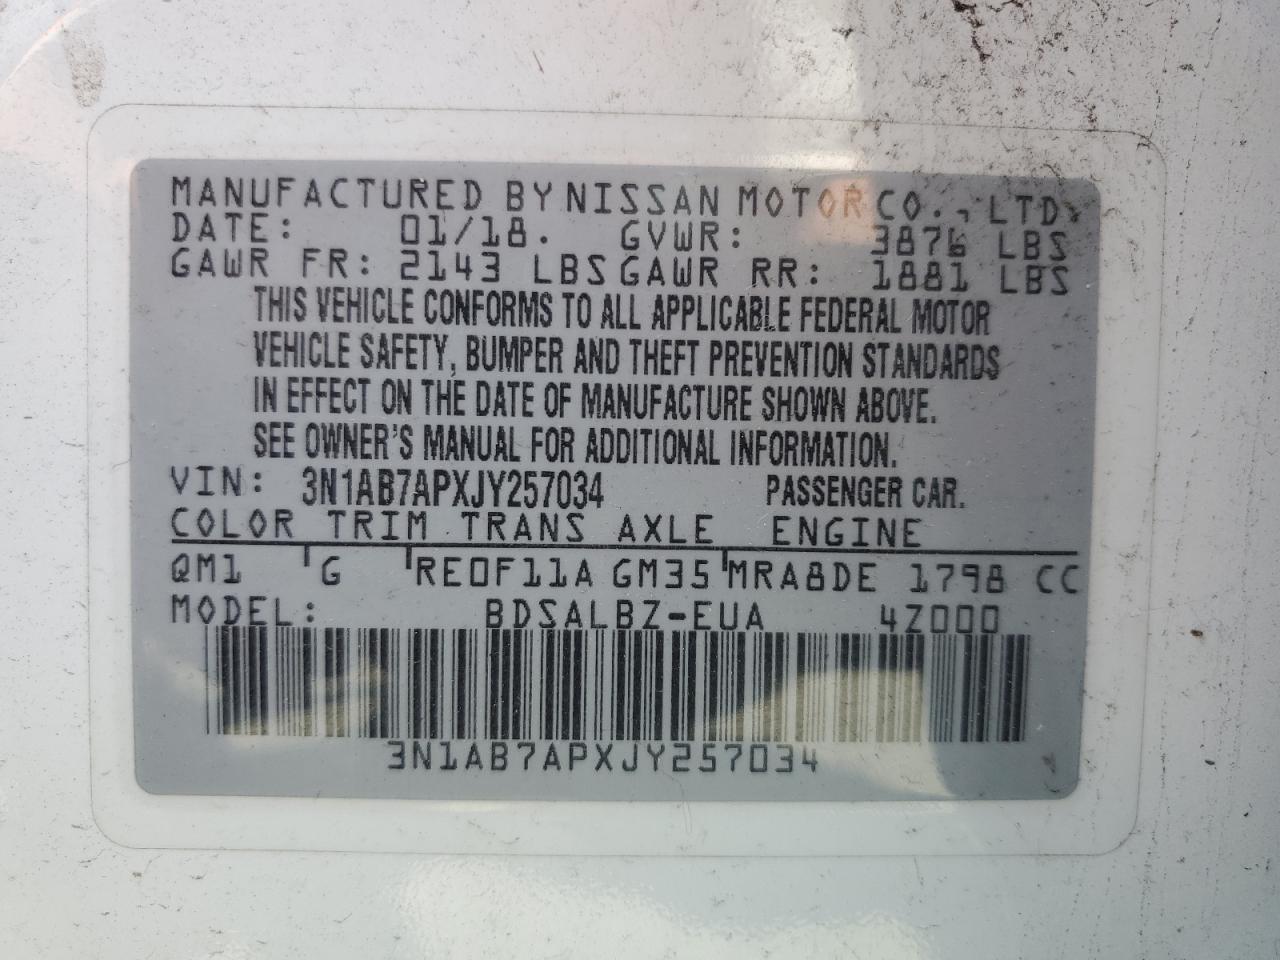 MANUFACTURED BY NISSAN MOTOR CO., LTD.
DATE: 01/18. GVWR: 3876 LBS
GAWR FR: 2143 LBS GAWR RR: 1881 LBS
THIS VEHICLE CONFORMS TO ALL APPLICABLE FEDERAL MOTOR
VEHICLE SAFETY, BUMPER AND THEFT PREVENTION STANDARDS
IN EFFECT ON THE DATE OF MANUFACTURE SHOWN ABOVE.
SEE OWNER'S MANUAL FOR ADDITIONAL INFORMATION.
VIN: 3N1AB7APXJY257034 PASSENGER CAR.
COLOR TRIM TRANS AXLE ENGINE
QM1 G RE0F11A GM35 MRA8DE 1798 CC
MODEL: BDSALBZ-EUA 4Z000
3N1AB7APXJY257034